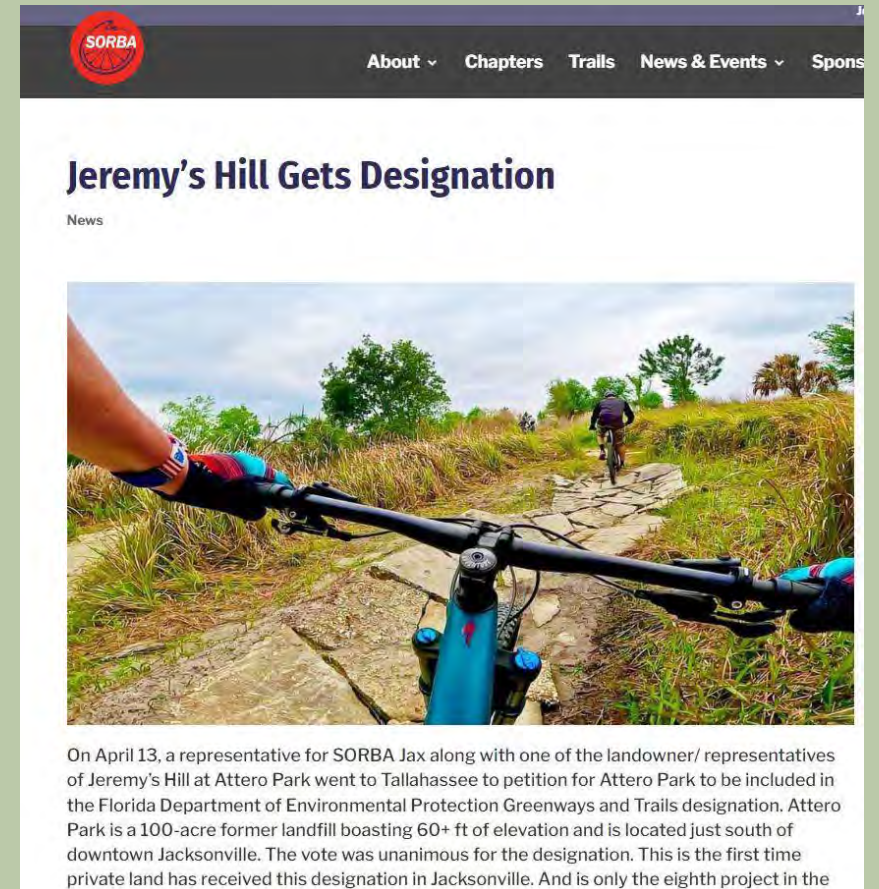 SORBA
About
Chapters
Trails
News & Events
Spons
Jeremy's Hill Gets Designation
News
On April 13, a representative for SORBA Jax along with one of the landowner/ representatives
of Jeremy's Hill at Attero Park went to Tallahassee to petition for Attero Park to be included in
the Florida Department of Environmental Protection Greenways and Trails designation. Attero
Park is a 100-acre former landfill boasting 60+ ft of elevation and is located just south of
downtown Jacksonville. The vote was unanimous for the designation. This is the first time
private land has received this designation in Jacksonville. And is only the eighth project in the